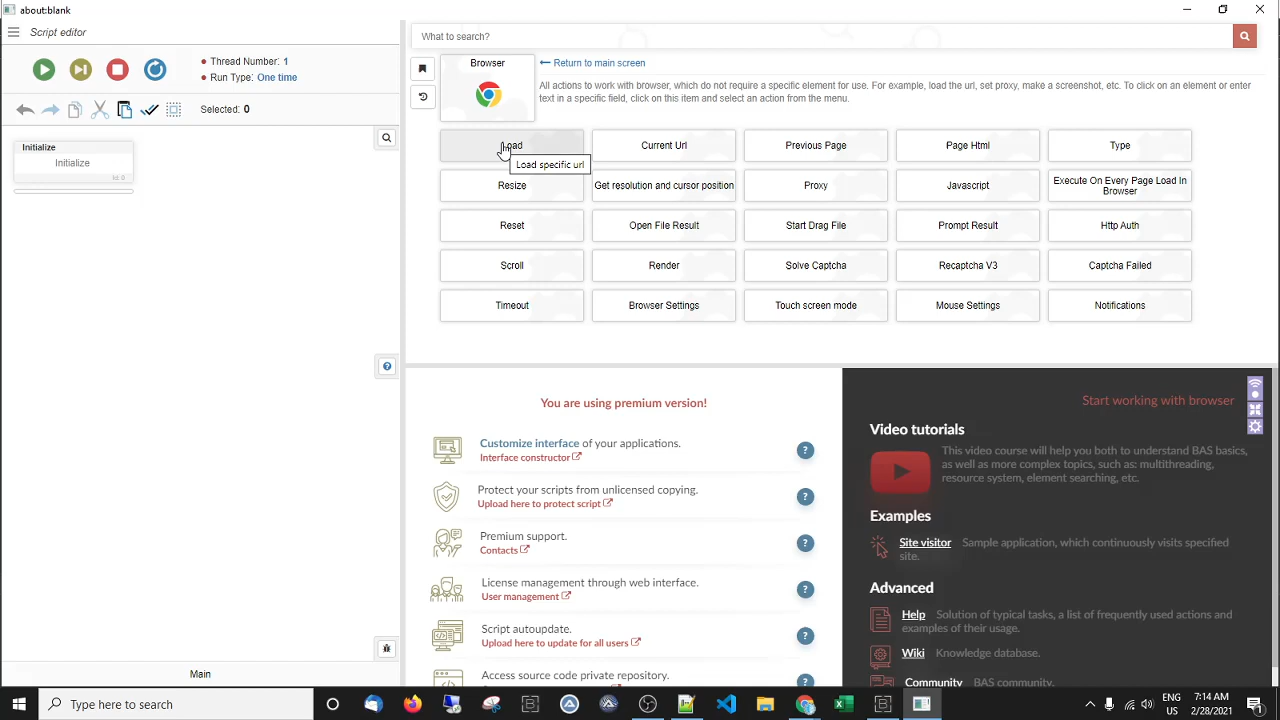 about:blank
Script editor
Thread Number: 1
Run Type: One time
Selected: 0
Initialize
Initialize
Id: 0
Main
What to search?
Browser
Return to main screen
All actions to work with browser, which do not require a specific element for use. For example, load the url, set proxy, make a screenshot, etc. To click on an element or enter
text in a specific field, click on this item and select an action from the menu.
Load
Current Url
Previous Page
Page Html
Type
Load specific url
Resize
Get resolution and cursor position
Proxy
Javascript
Execute On Every Page Load In
Browser
Reset
Open File Result
Start Drag File
Prompt Result
Http Auth
Scroll
Render
Solve Captcha
Recaptcha V3
Captcha Failed
Timeout
Browser Settings
Touch screen mode
Mouse Settings
Notifications
You are using premium version!
Customize interface of your applications.
Interface constructor
?
Protect your scripts from unlicensed copying.
Upload here to protect script
?
Premium support.
Contacts
?
License management through web interface.
User management
?
Script autoupdate.
Upload here to update for all users
?
Access source code private repository.
?
Start working with browser
Video tutorials
This video course will help you both to understand BAS basics,
as well as more complex topics, such as: multithreading,
resource system, element searching, etc.
Examples
Site visitor Sample application, which continuously visits specified
site.
Advanced
Help Solution of typical tasks, a list of frequently used actions and
examples of their usage.
Wiki Knowledge database.
Community BAS community.
Type here to search
ENG
US
7:14 AM
2/28/2021